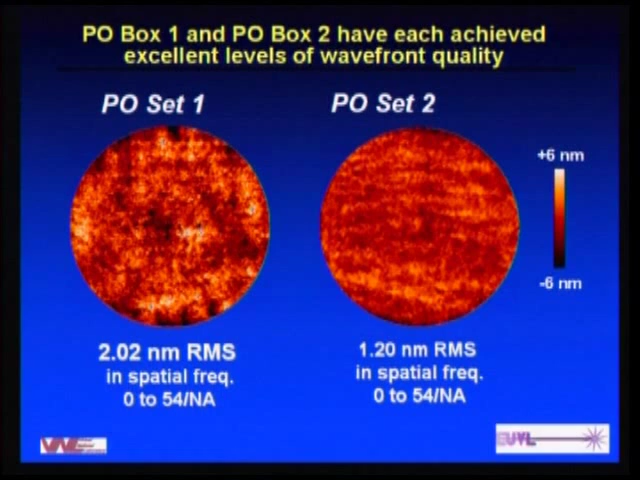 PO Box 1 and PO Box 2 have each achieved
excellent levels of wavefront quality
PO Set 1
PO Set 2
+6 nm
-6 nm
2.02 nm RMS
in spatial freq.
0 to 54/NA
1.20 nm RMS
in spatial freq.
0 to 54/NA
EUVL